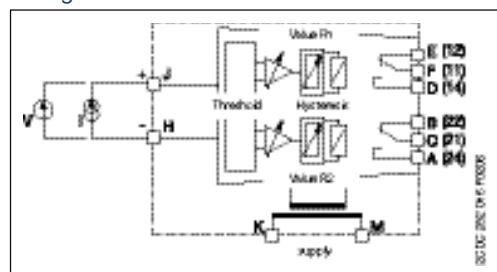 Value R1
E (12)
F (11)
D (14)
+ J
Threshold
Hysteresis
V
- H
B (22)
C (21)
A (24)
Value R2
K
M
supply